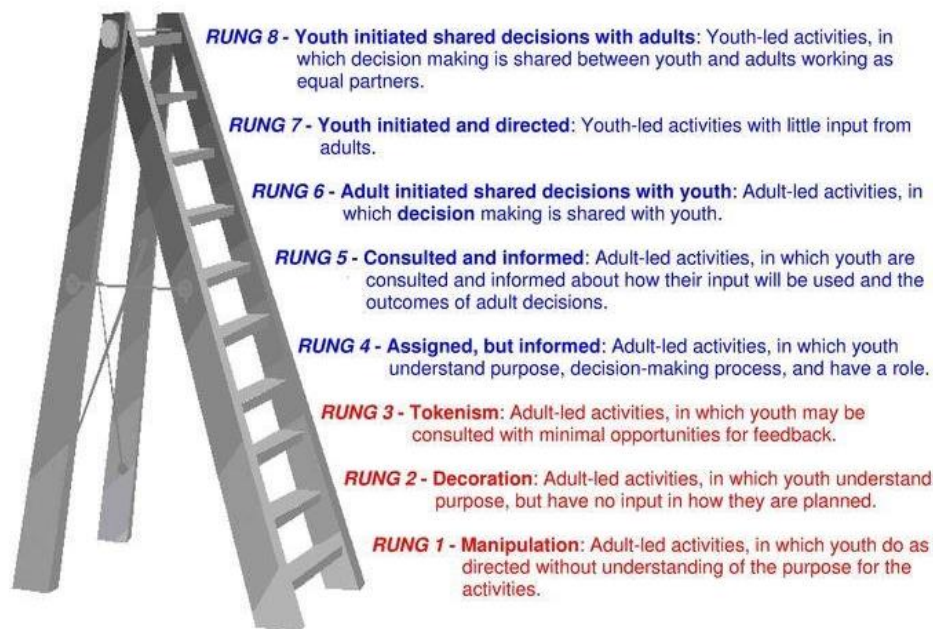 RUNG 8 - Youth initiated shared decisions with adults: Youth-led activities, in
which decision making is shared between youth and adults working as
equal partners.
RUNG 7 - Youth initiated and directed: Youth-led activities with little input from
adults.
RUNG 6 - Adult initiated shared decisions with youth: Adult-led activities, in
which decision making is shared with youth.
RUNG 5 - Consulted and informed: Adult-led activities, in which youth are
consulted and informed about how their input will be used and the
outcomes of adult decisions.
RUNG 4 - Assigned, but informed: Adult-led activities, in which youth
understand purpose, decision-making process, and have a role.
RUNG 3 - Tokenism: Adult-led activities, in which youth may be
consulted with minimal opportunities for feedback.
RUNG 2 - Decoration: Adult-led activities, in which youth understand
purpose, but have no input in how they are planned.
RUNG 1 - Manipulation: Adult-led activities, in which youth do as
directed without understanding of the purpose for the
activities.